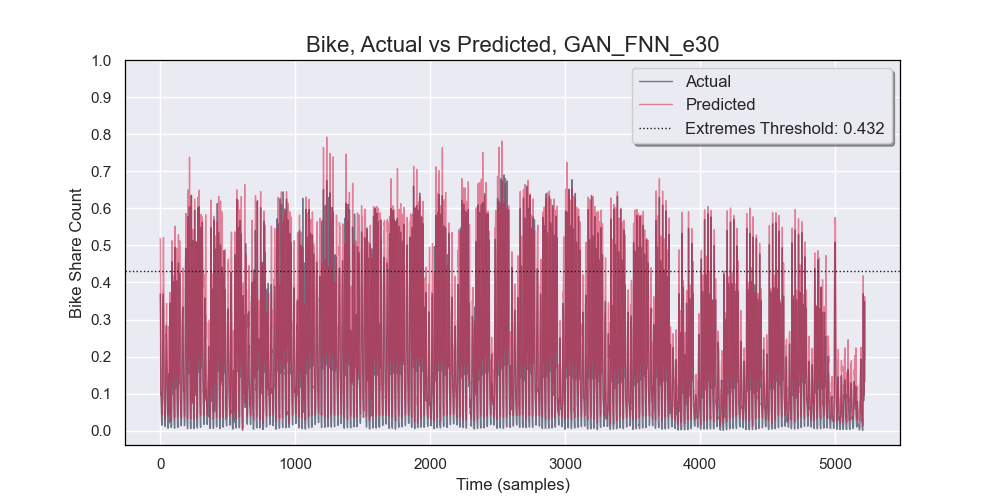 Bike, Actual vs Predicted, GAN_FNN_e30
Actual
Predicted
Extremes Threshold: 0.432
Bike Share Count
1.0
0.9
0.8
0.7
0.6
0.5
0.4
0.3
0.2
0.1
0.0
0 1000 2000 3000 4000 5000
Time (samples)